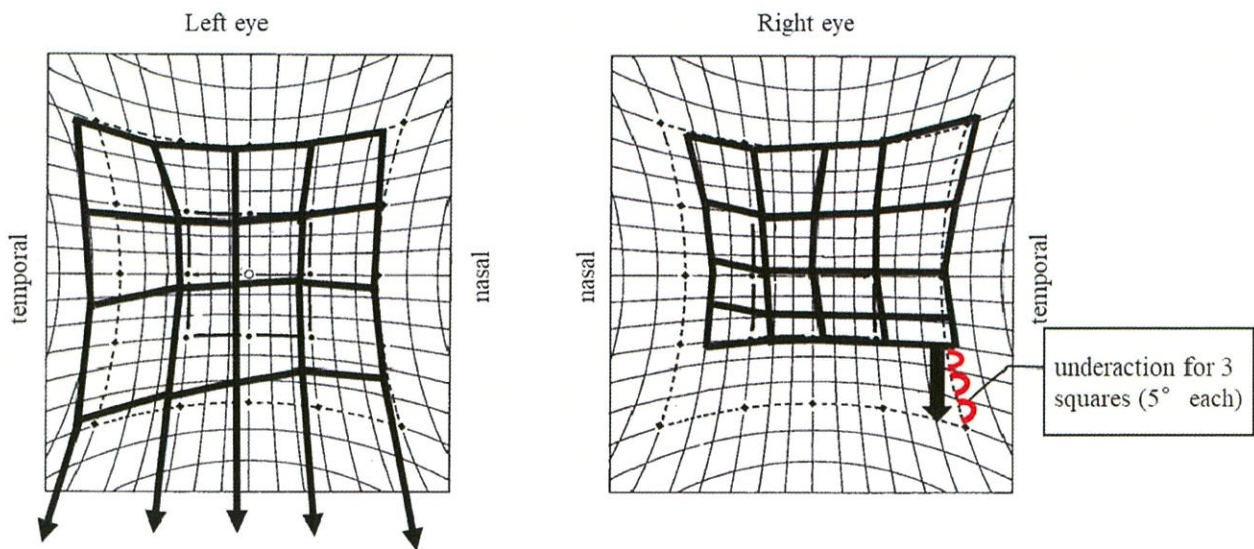 Left eye
Right eye
temporal
nasal
nasal
temporal
underaction for 3
squares (5° each)